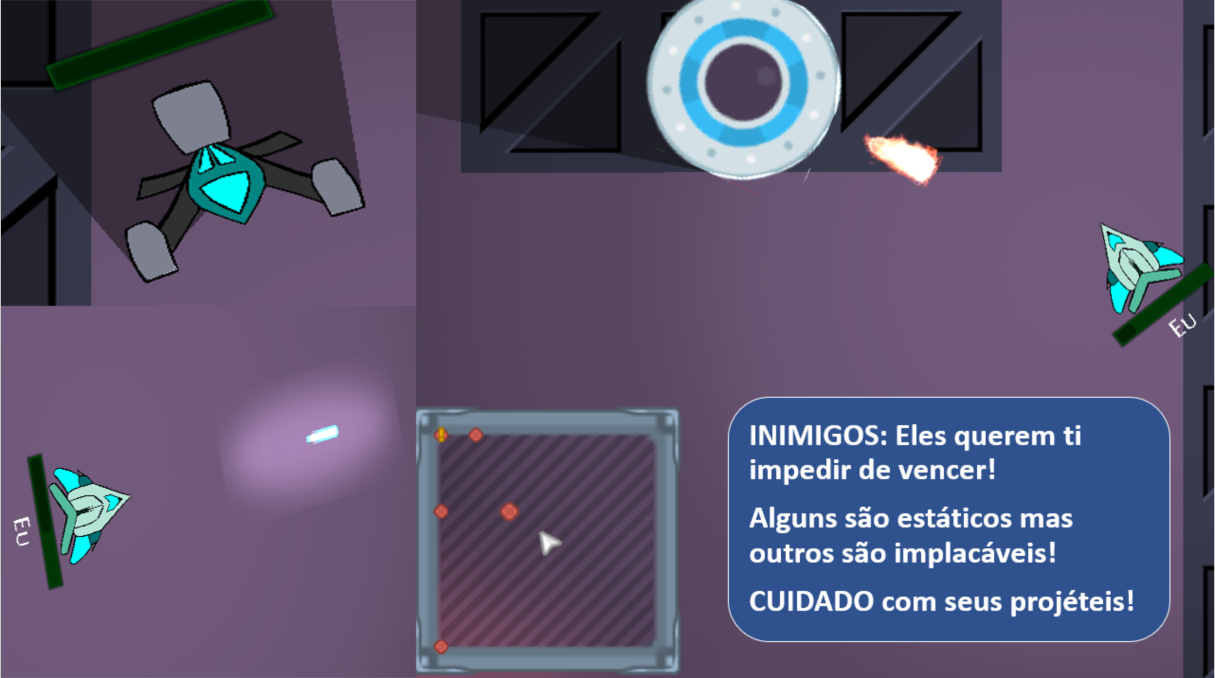 Eu
Eu
INIMIGOS: Eles querem ti
impedir de vencer!
Alguns são estáticos mas
outros são implacáveis!
CUIDADO com seus projéteis!